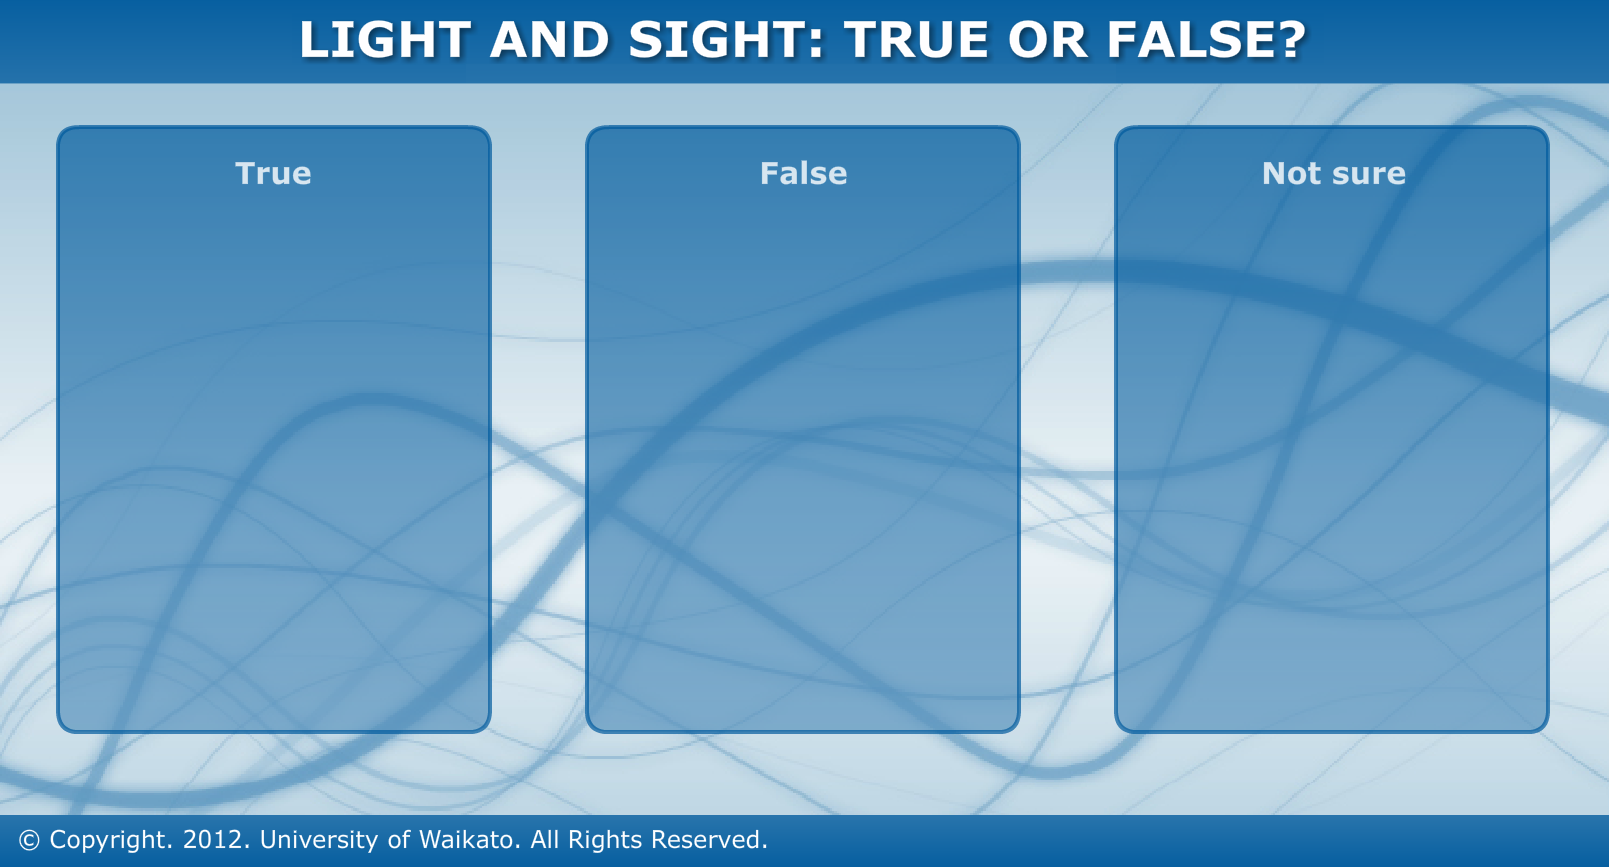 LIGHT AND SIGHT: TRUE OR FALSE?
True
False
Not sure
© Copyright. 2012. University of Waikato. All Rights Reserved.